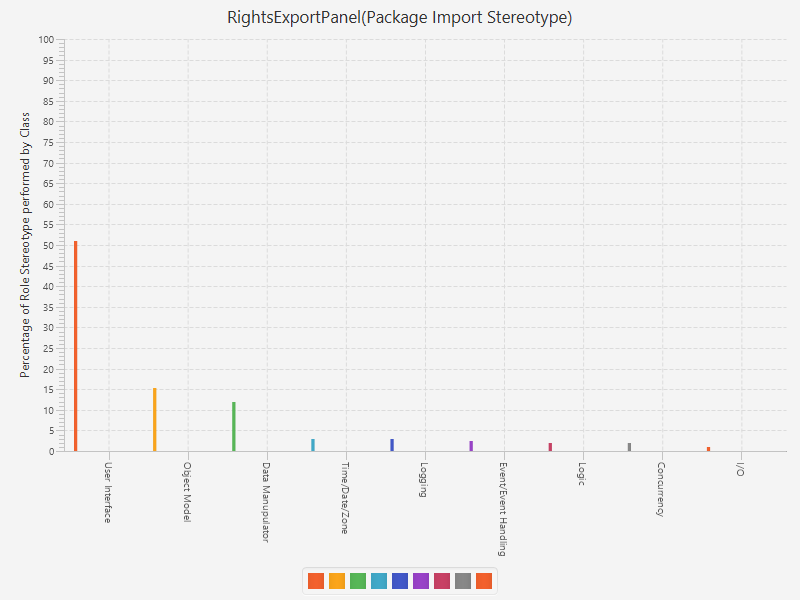 RightsExportPanel(Package Import Stereotype)
Percentage of Role Stereotype performed by Class
100
95
90
85
80
75
70
65
60
55
50
45
40
35
30
25
20
15
10
5
0
User Interface
Object Model
Data Manupulator
Time/Date/Zone
Logging
Event/Event Handling
Logic
Concurrency
I/O